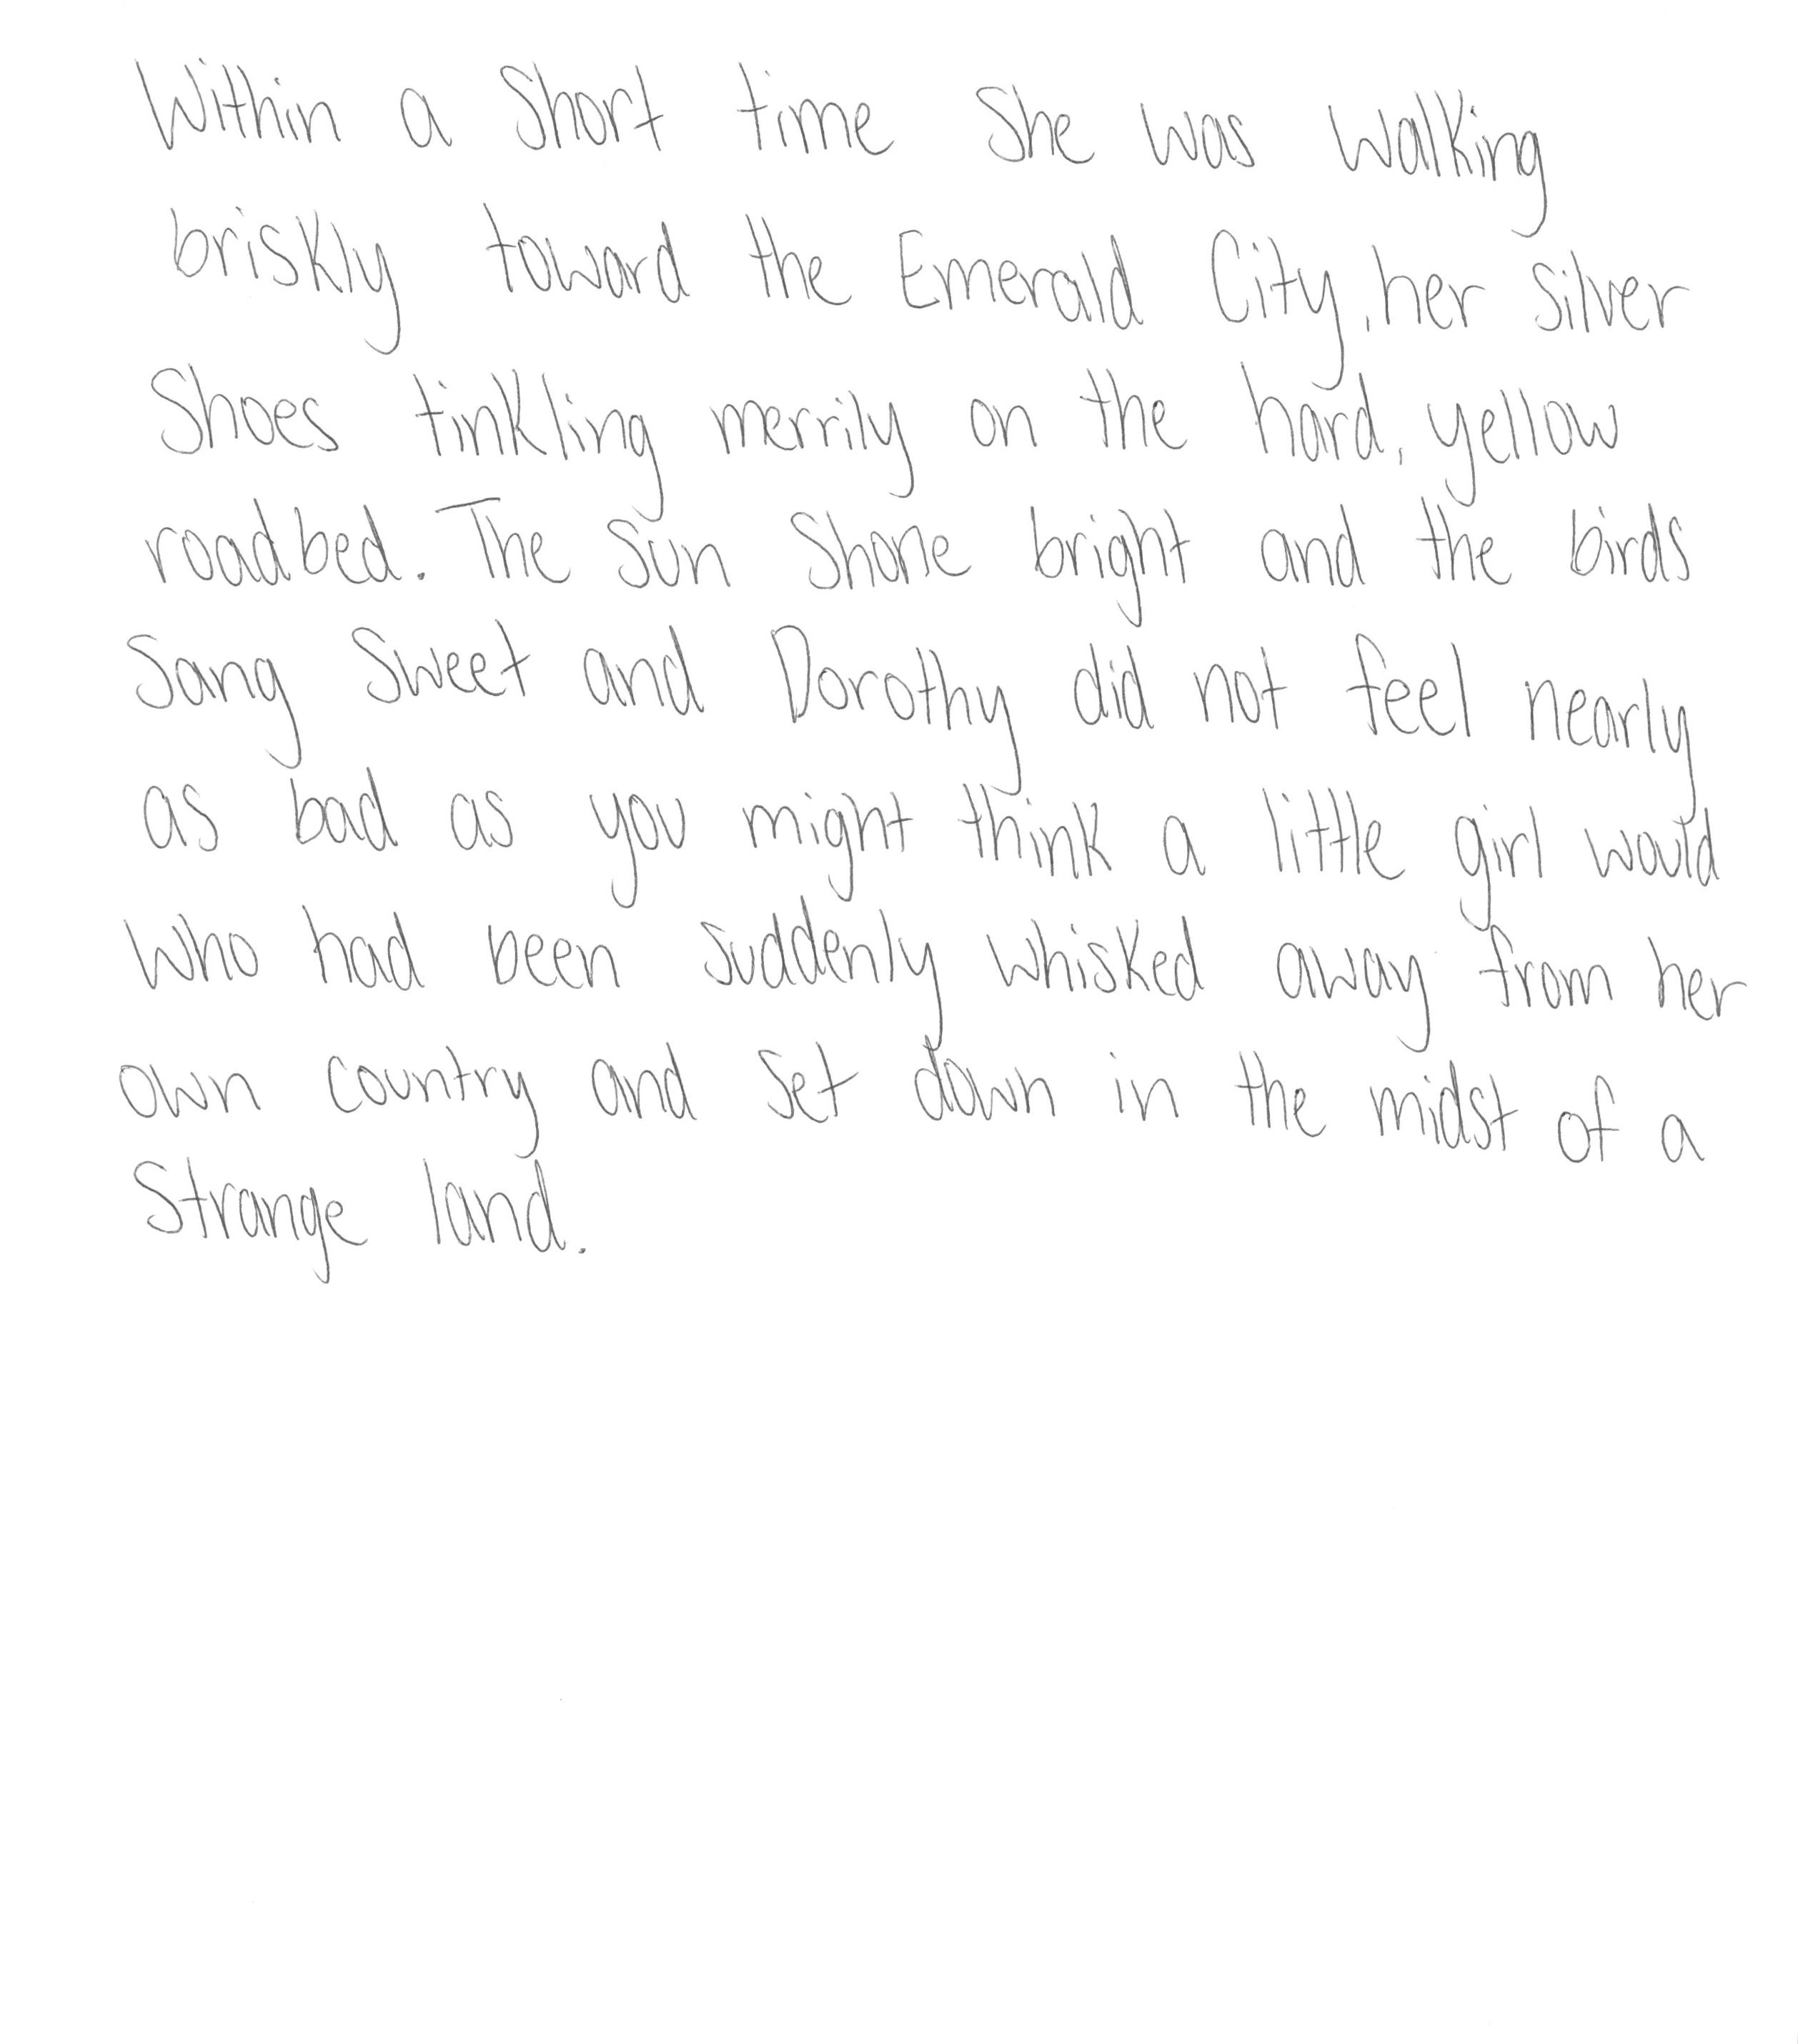 Within a short time she was walking
briskly toward the Emerald City, her silver
shoes tinkling merrily on the hard, yellow
roadbed. The sun shone bright and the birds
sang sweet and Dorothy did not feel nearly
as bad as you might think a little girl would
who had been suddenly whisked away from her
own country and set down in the midst of a
strange land.